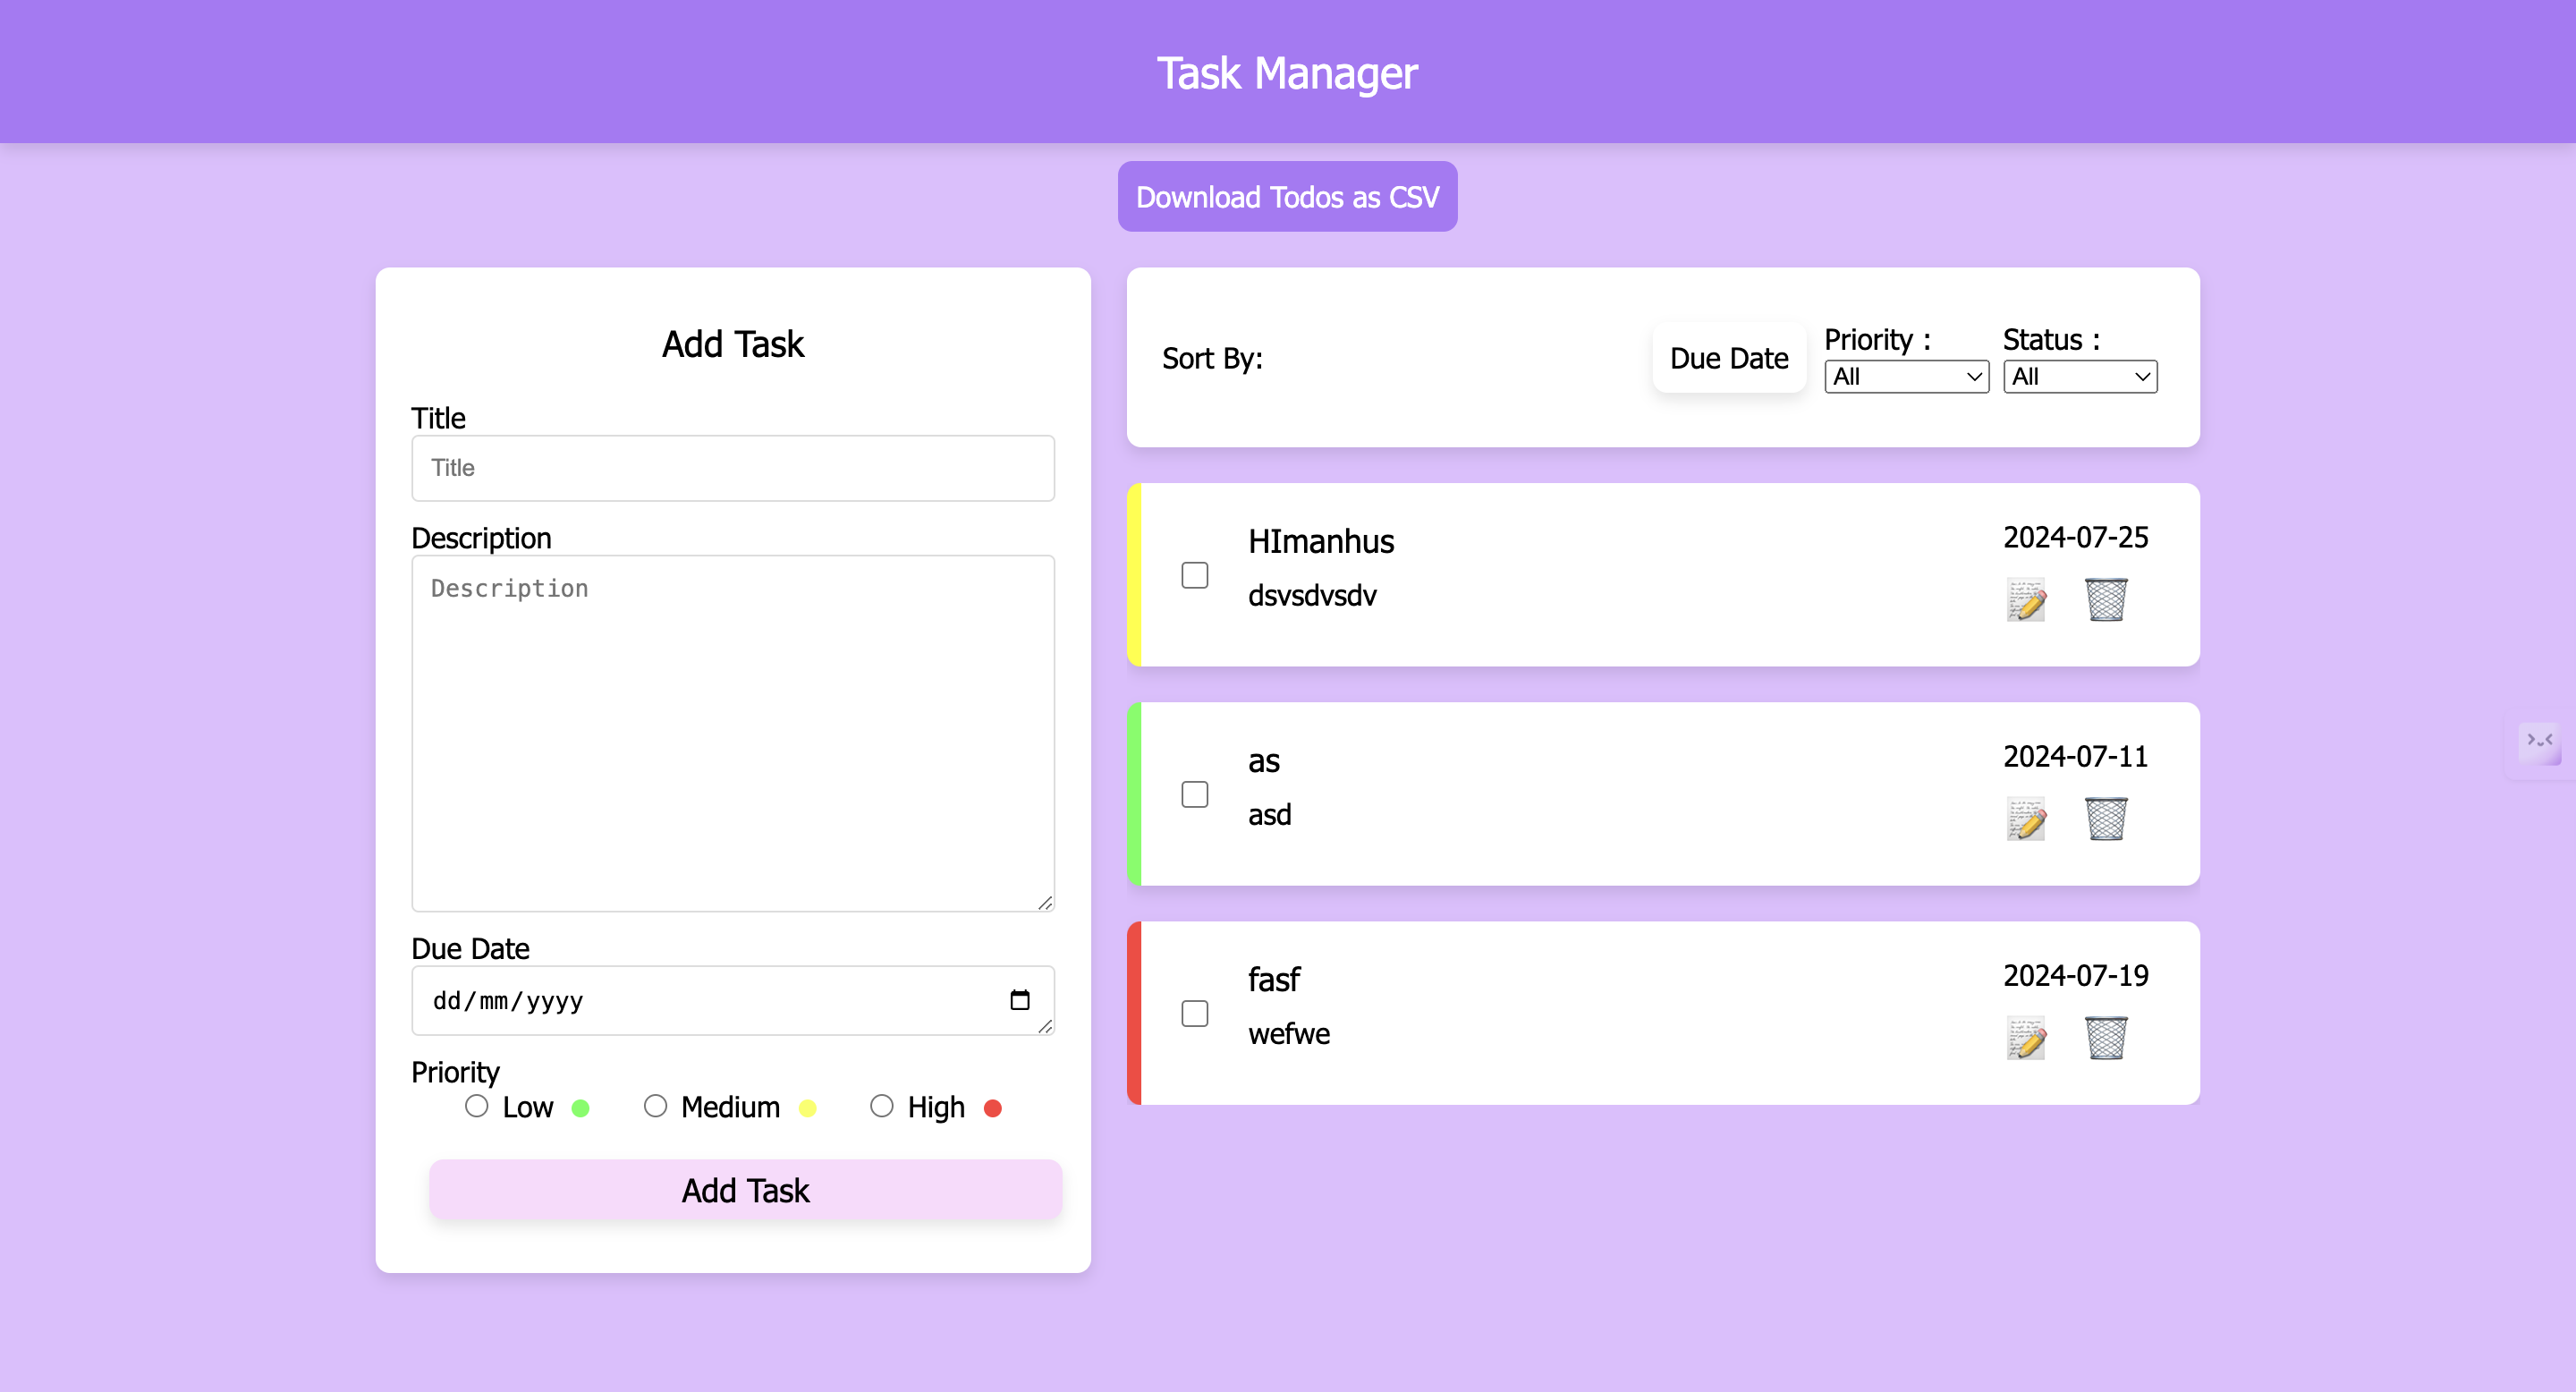 Task Manager
Download Todos as CSV
Add Task
Title
Title
Description
Description
Due Date
dd/mm/yyyy
Priority
Low Medium High
Add Task
Sort By:
Due Date
Priority :
All
Status :
All
HImanhus
dsvsdvsdv
2024-07-25
as
asd
2024-07-11
fasf
wefwe
2024-07-19